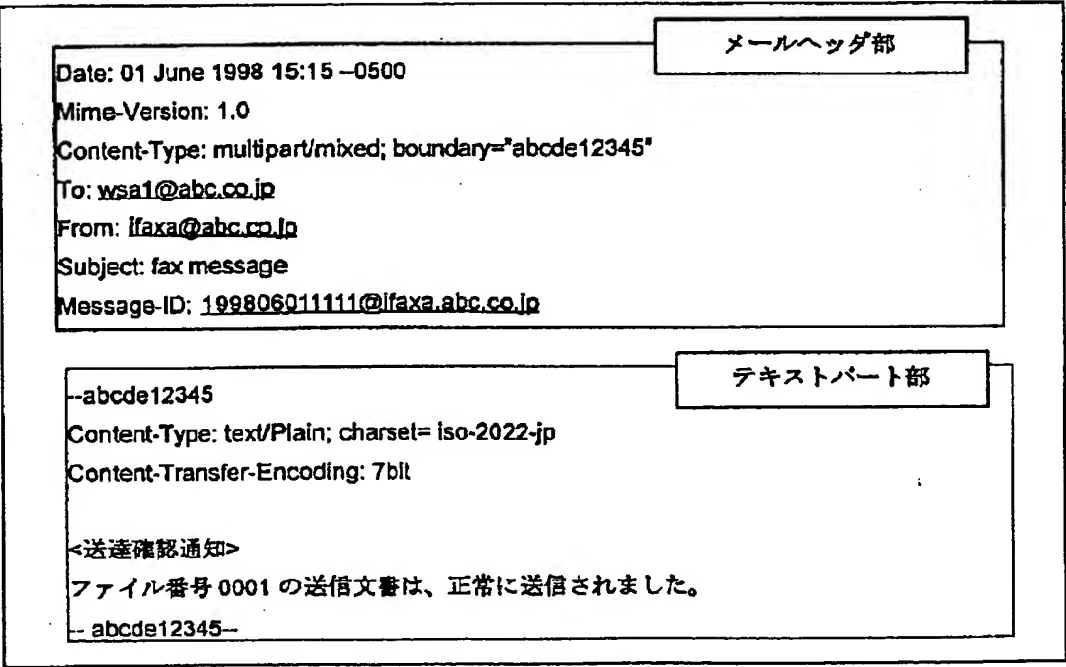 メールヘッダ部
Date: 01 June 1998 15:15 –0500
Mime-Version: 1.0
Content-Type: multipart/mixed; boundary="abcde12345"
To: wsa1@abc.co.jp
From: ifaxa@abc.co.jp
Subject: fax message
Message-ID: 199806011111@ifaxa.abc.co.jp
テキストパート部
--abcde12345
Content-Type: text/Plain; charset= iso-2022-jp
Content-Transfer-Encoding: 7bit
<送達確認通知>
ファイル番号 0001 の送信文書は、正常に送信されました。
-- abcde12345--